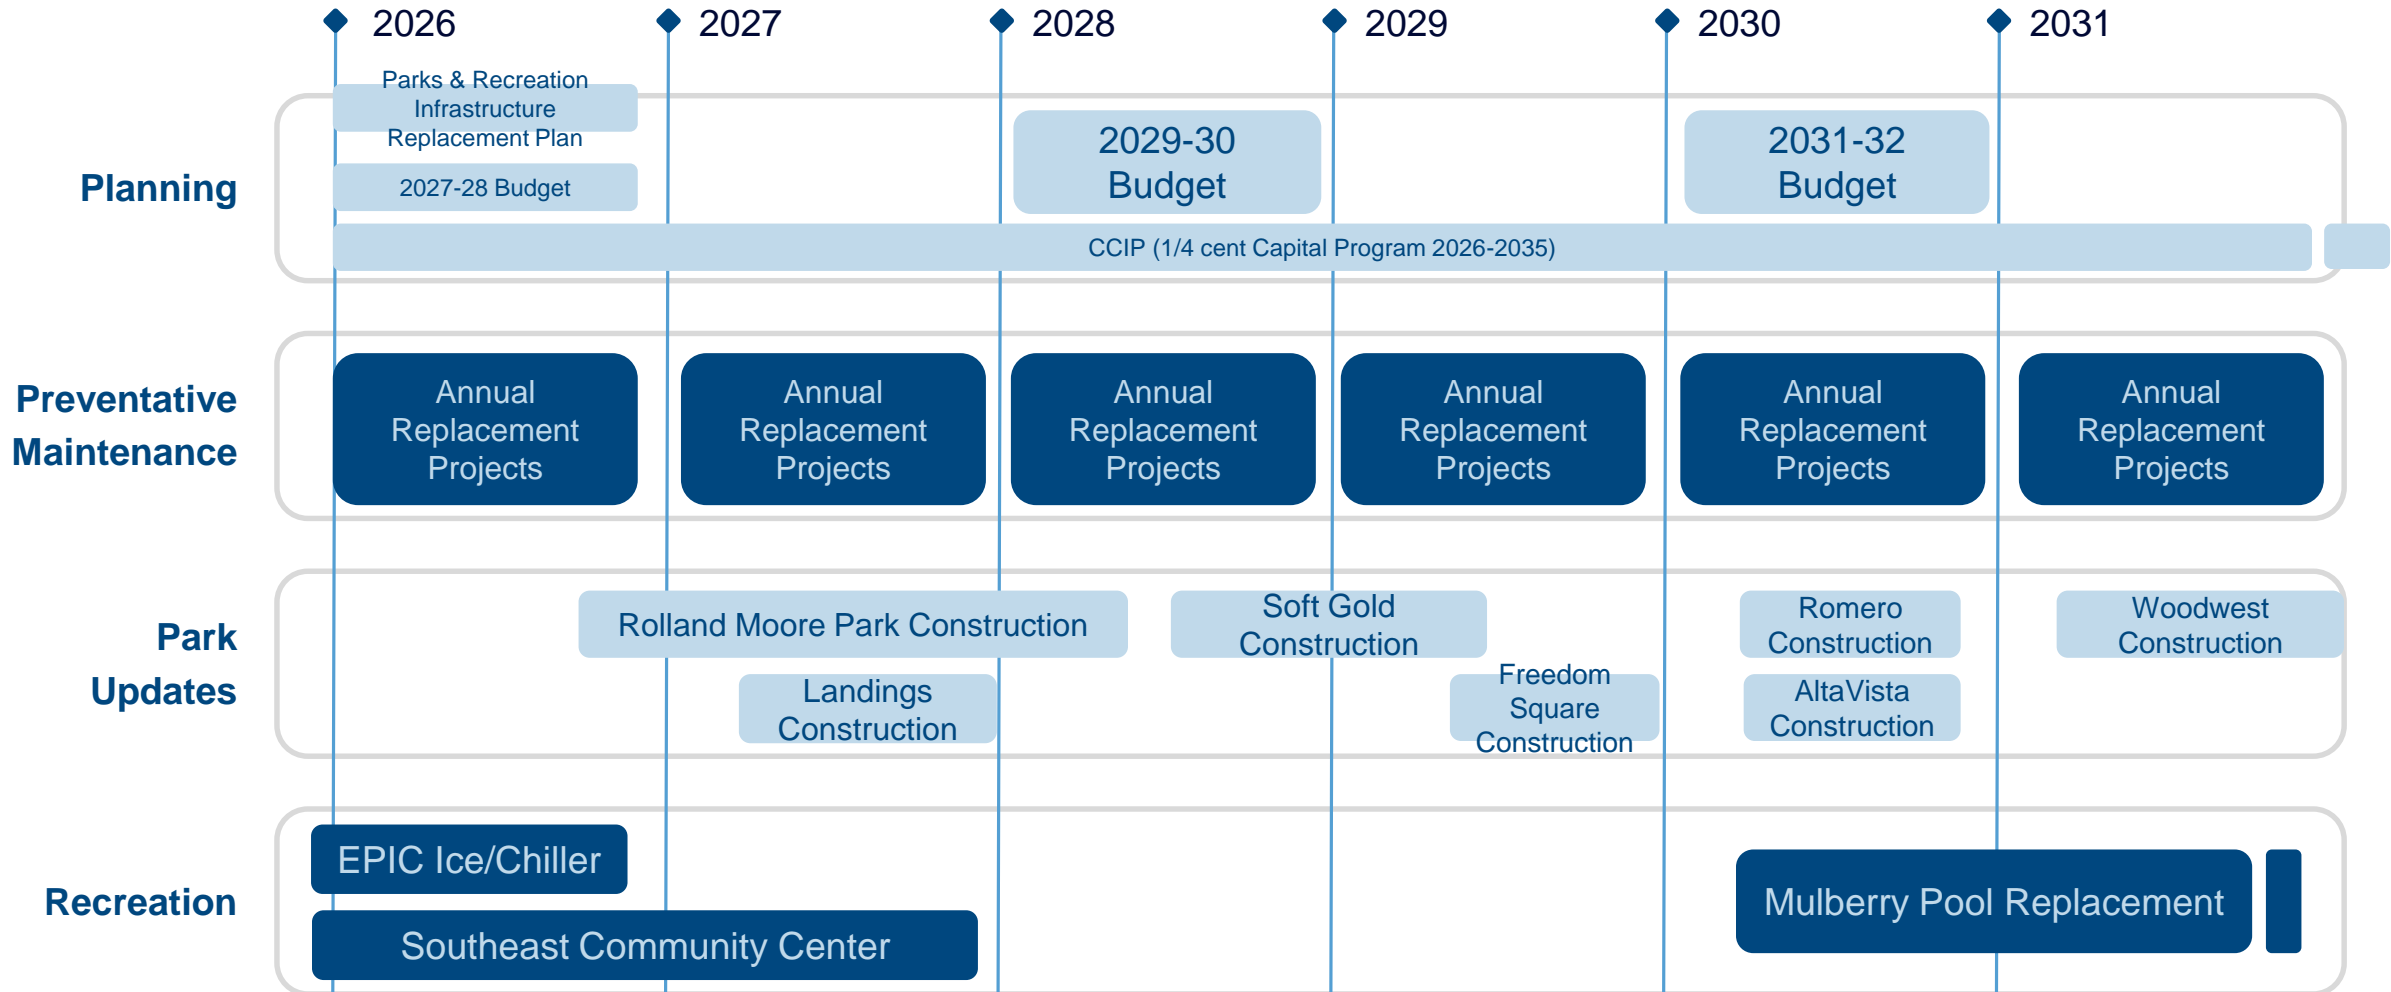 2026
2027
2028
2029
2030
2031
Planning
Parks & Recreation
Infrastructure
Replacement Plan
2027-28 Budget
2029-30
Budget
2031-32
Budget
CCIP (1/4 cent Capital Program 2026-2035)
Preventative
Maintenance
Annual
Replacement
Projects
Annual
Replacement
Projects
Annual
Replacement
Projects
Annual
Replacement
Projects
Annual
Replacement
Projects
Annual
Replacement
Projects
Park
Updates
Rolland Moore Park Construction
Landings
Construction
Soft Gold
Construction
Freedom
Square
Construction
Romero
Construction
AltaVista
Construction
Woodwest
Construction
Recreation
EPIC Ice/Chiller
Southeast Community Center
Mulberry Pool Replacement